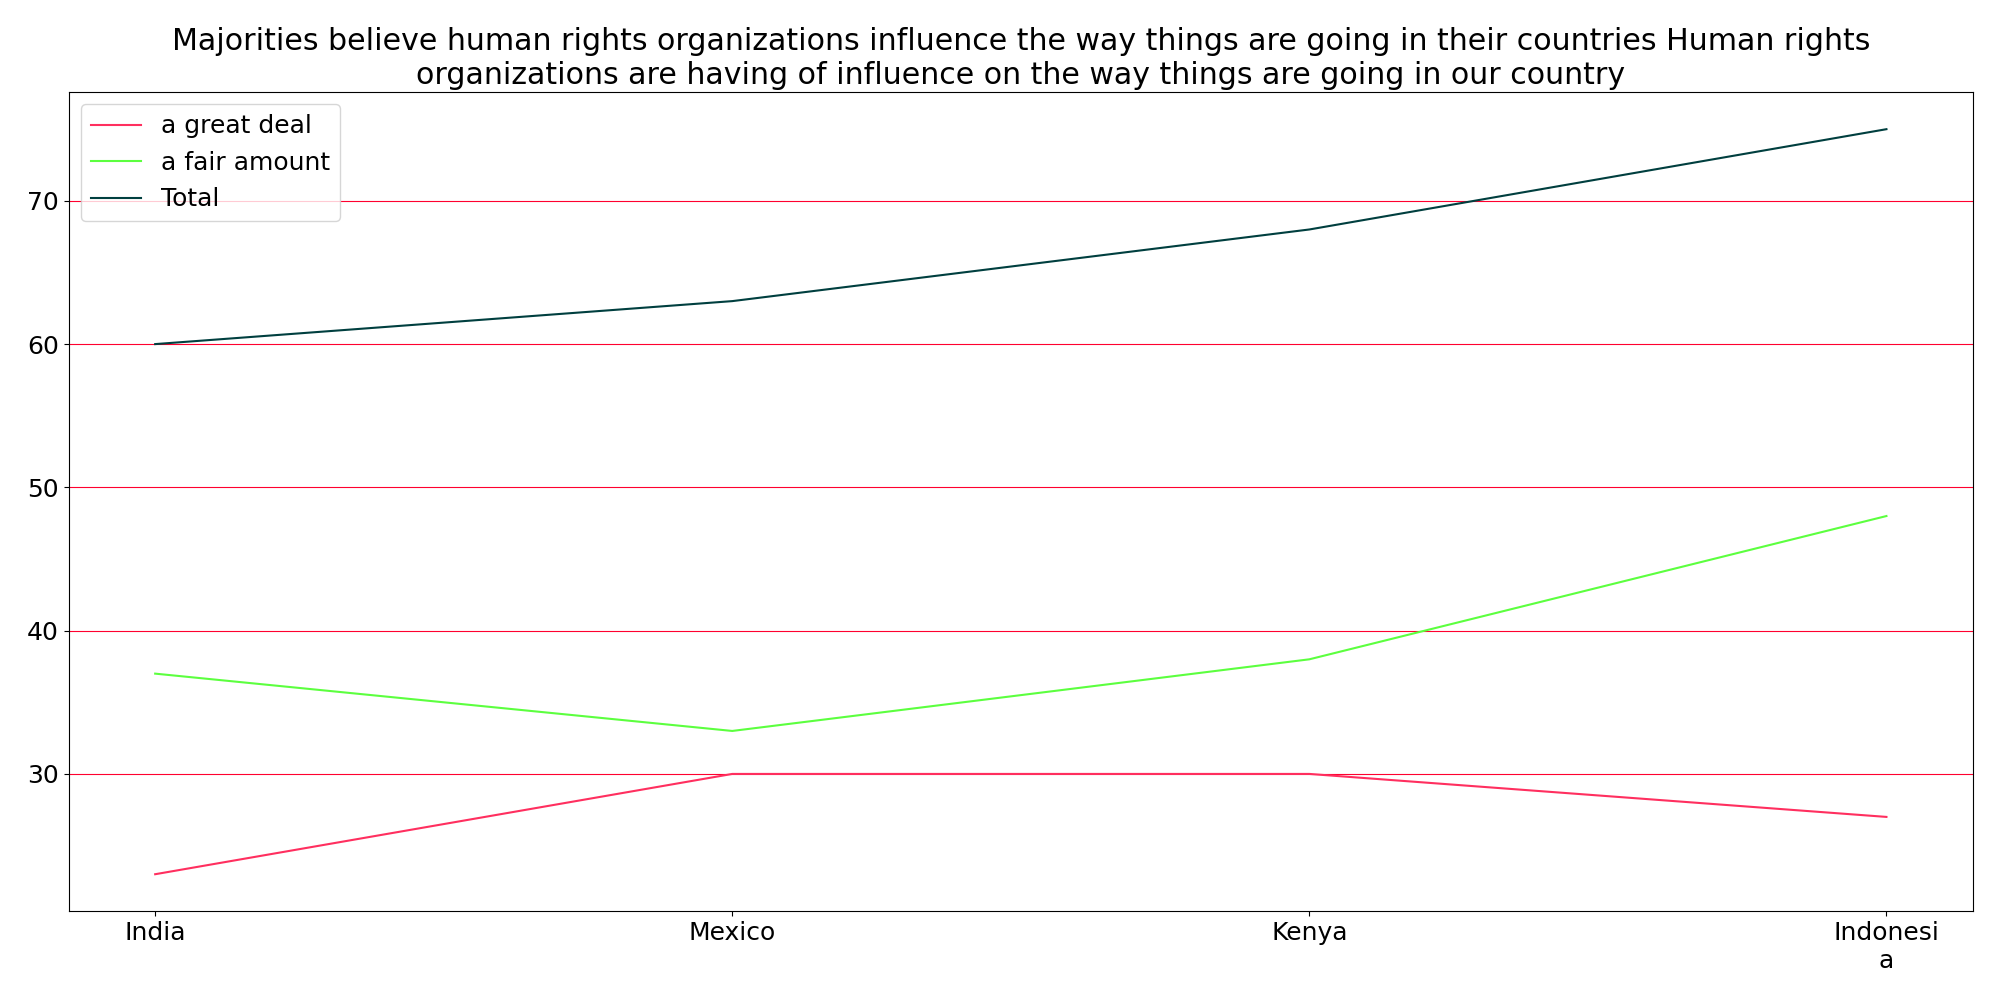 Majorities believe human rights organizations influence the way things are going in their countries Human rights
organizations are having of influence on the way things are going in our country
a great deal
a fair amount
Total
70
60
50
40
30
India
Mexico
Kenya
Indonesi
a